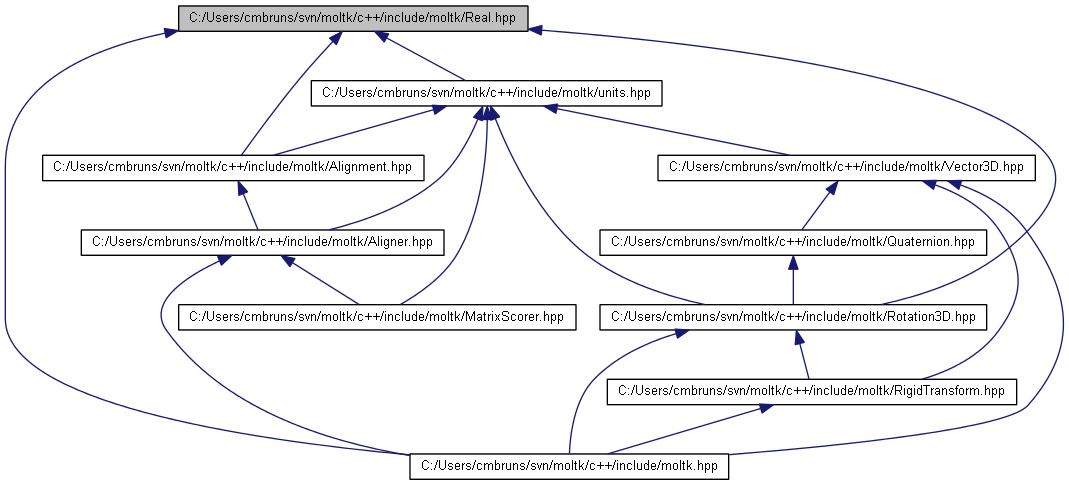 C:/Users/cmbruns/svn/moltk/c++/include/moltk/Real.hpp
C:/Users/cmbruns/svn/moltk/c++/include/moltk/units.hpp
C:/Users/cmbruns/svn/moltk/c++/include/moltk/Alignment.hpp
C:/Users/cmbruns/svn/moltk/c++/include/moltk/Vector3D.hpp
C:/Users/cmbruns/svn/moltk/c++/include/moltk/Aligner.hpp
C:/Users/cmbruns/svn/moltk/c++/include/moltk/Quaternion.hpp
C:/Users/cmbruns/svn/moltk/c++/include/moltk/MatrixScorer.hpp
C:/Users/cmbruns/svn/moltk/c++/include/moltk/Rotation3D.hpp
C:/Users/cmbruns/svn/moltk/c++/include/moltk/RigidTransform.hpp
C:/Users/cmbruns/svn/moltk/c++/include/moltk.hpp